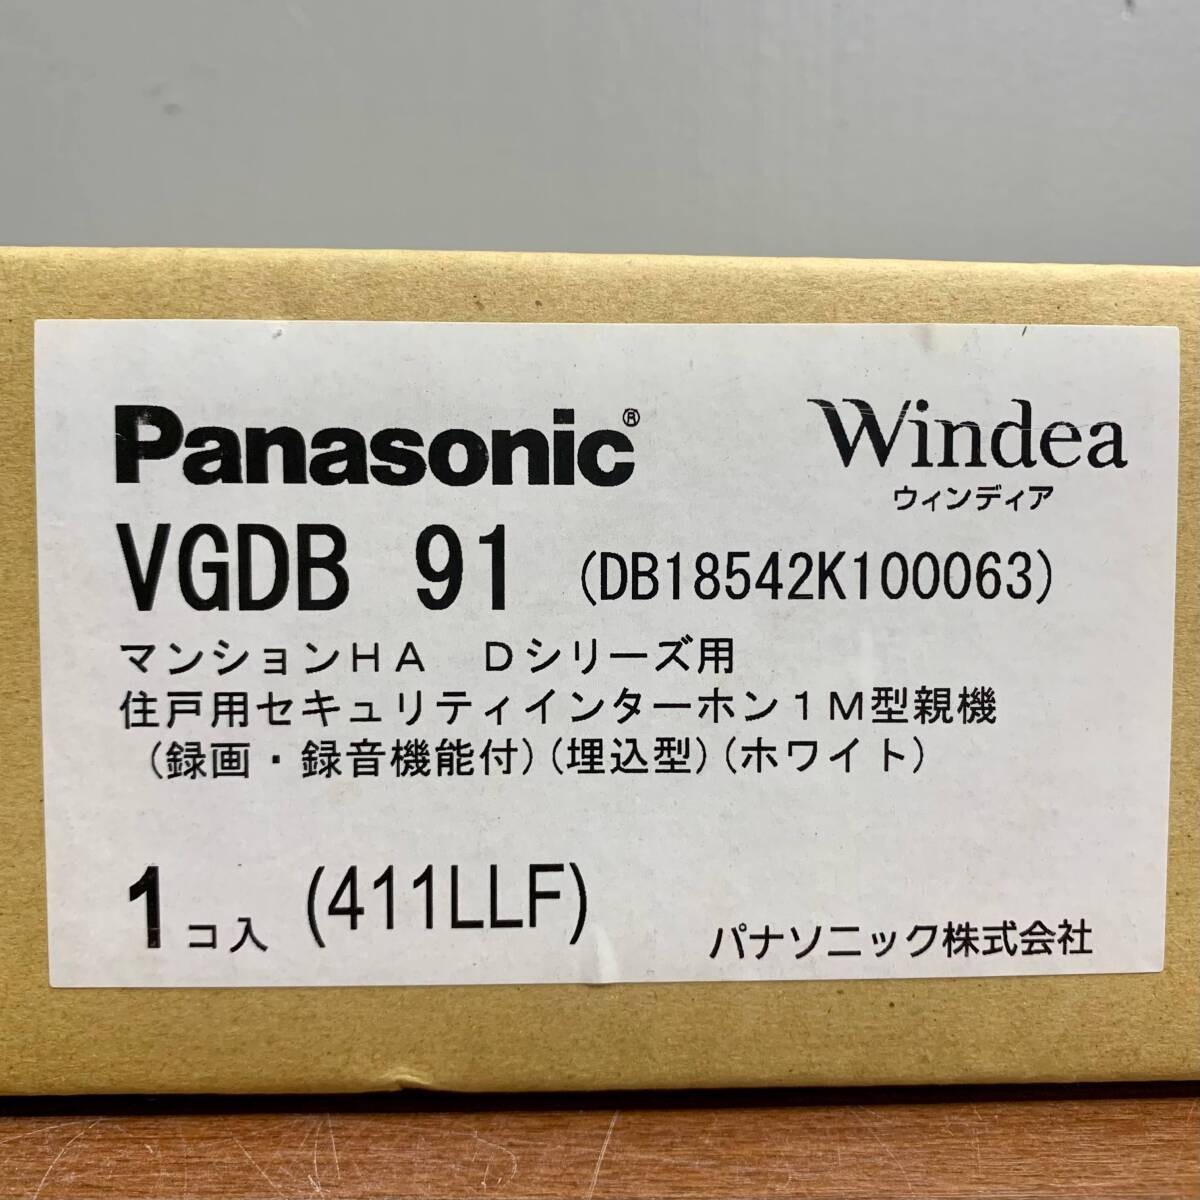 Panasonic®
Windea
ウィンディア
VGDB 91 (DB18542K100063)
マンションHA Dシリーズ用
住戸用セキュリティインターホン1M型親機
(録画・録音機能付)(埋込型)(ホワイト)
1コ入 (411LLF)
パナソニック株式会社